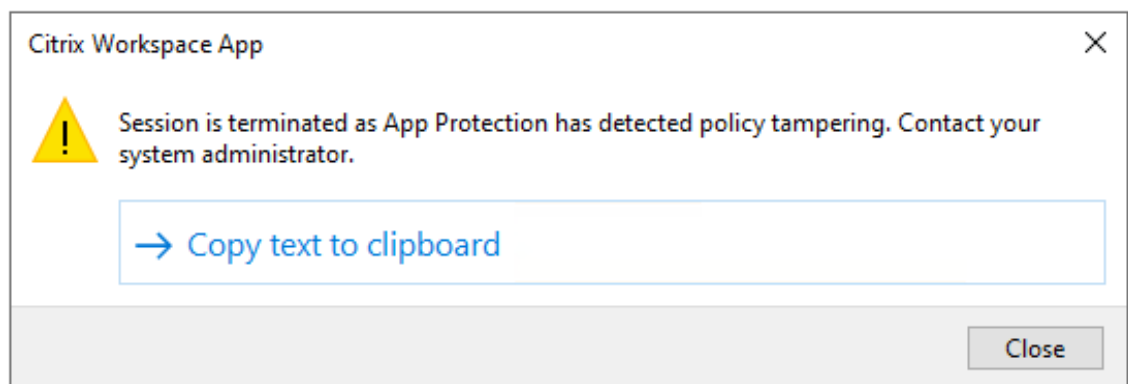 Citrix Workspace App
Session is terminated as App Protection has detected policy tampering. Contact your
system administrator.
Copy text to clipboard
Close